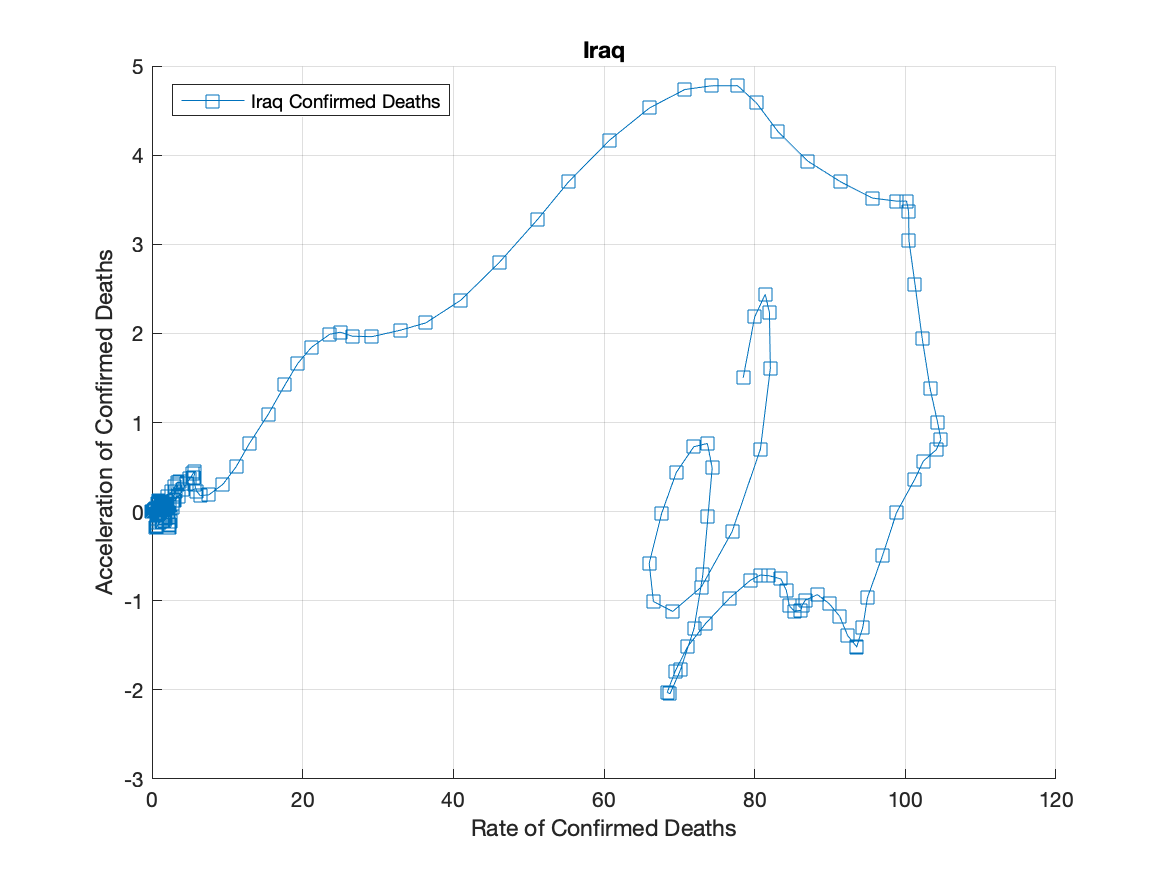 Iraq
Iraq Confirmed Deaths
5
4
3
2
1
0
-1
-2
-3
Acceleration of Confirmed Deaths
0 20 40 60 80 100 120
Rate of Confirmed Deaths